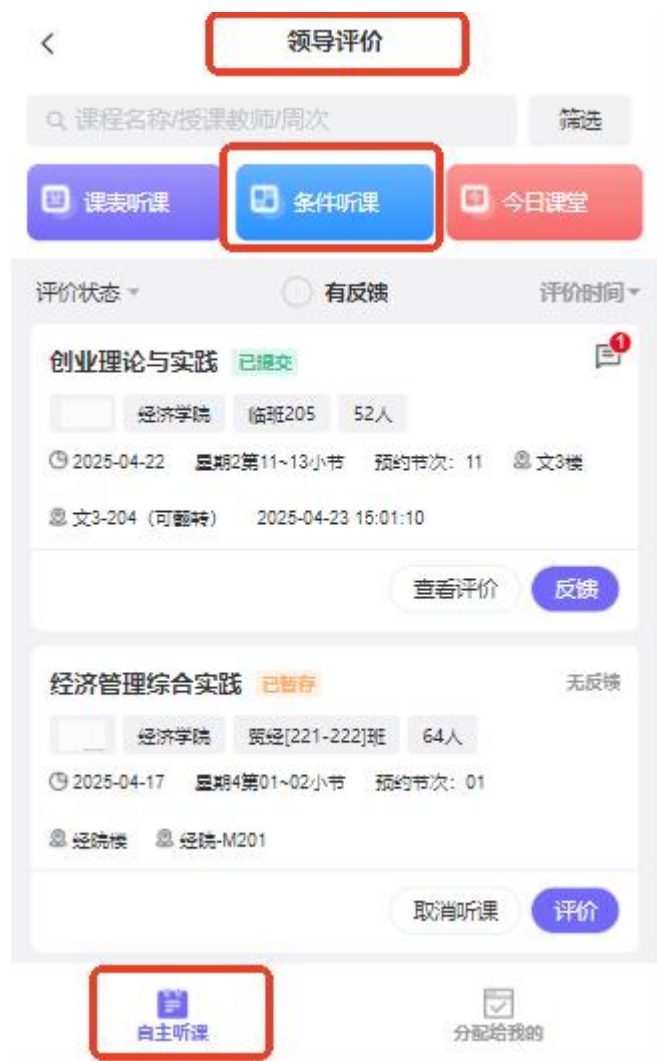 领导评价
课程名称/授课教师/周次 筛选
课表听课 条件听课 今日课堂
评价状态 有反馈 评价时间
创业理论与实践 已提交 1
经济学院 临班205 52人
2025-04-22 星期2第11~13小节 预约节次：11 文3楼
文3-204（可翻转） 2025-04-23 15:01:10
查看评价 反馈
经济管理综合实践 已暂存 无反馈
经济学院 贸经[221-222]班 64人
2025-04-17 星期4第01~02小节 预约节次：01
经院楼 经院-M201
取消听课 评价
自主听课 分配给我的